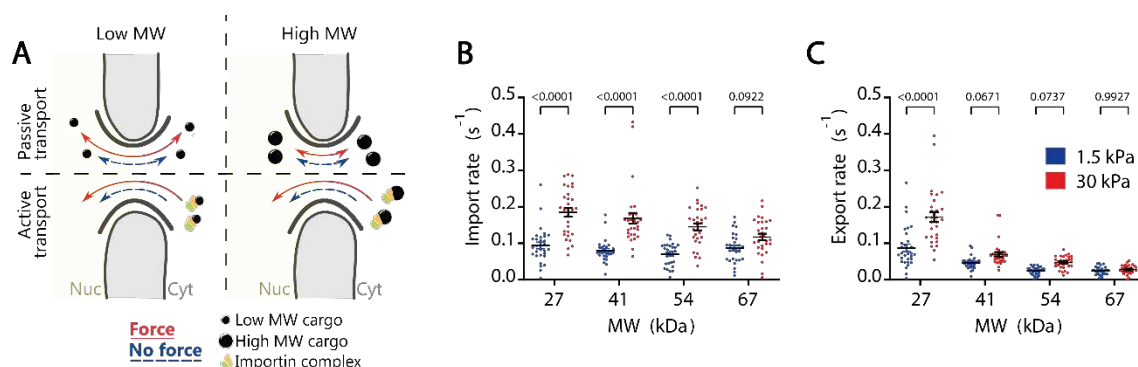 A
Low MW
High MW
Passive
transport
Active
transport
Nuc
Cyt
Nuc
Cyt
Force
No force
Low MW cargo
High MW cargo
Importin complex
B
<0.0001
<0.0001
<0.0001
0.0922
0.5
0.4
0.3
0.2
0.1
0.0
Import rate (s⁻¹)
27
41
54
67
MW (kDa)
C
<0.0001
0.0671
0.0737
0.9927
0.5
0.4
0.3
0.2
0.1
0.0
Export rate (s⁻¹)
1.5 kPa
30 kPa
27
41
54
67
MW (kDa)